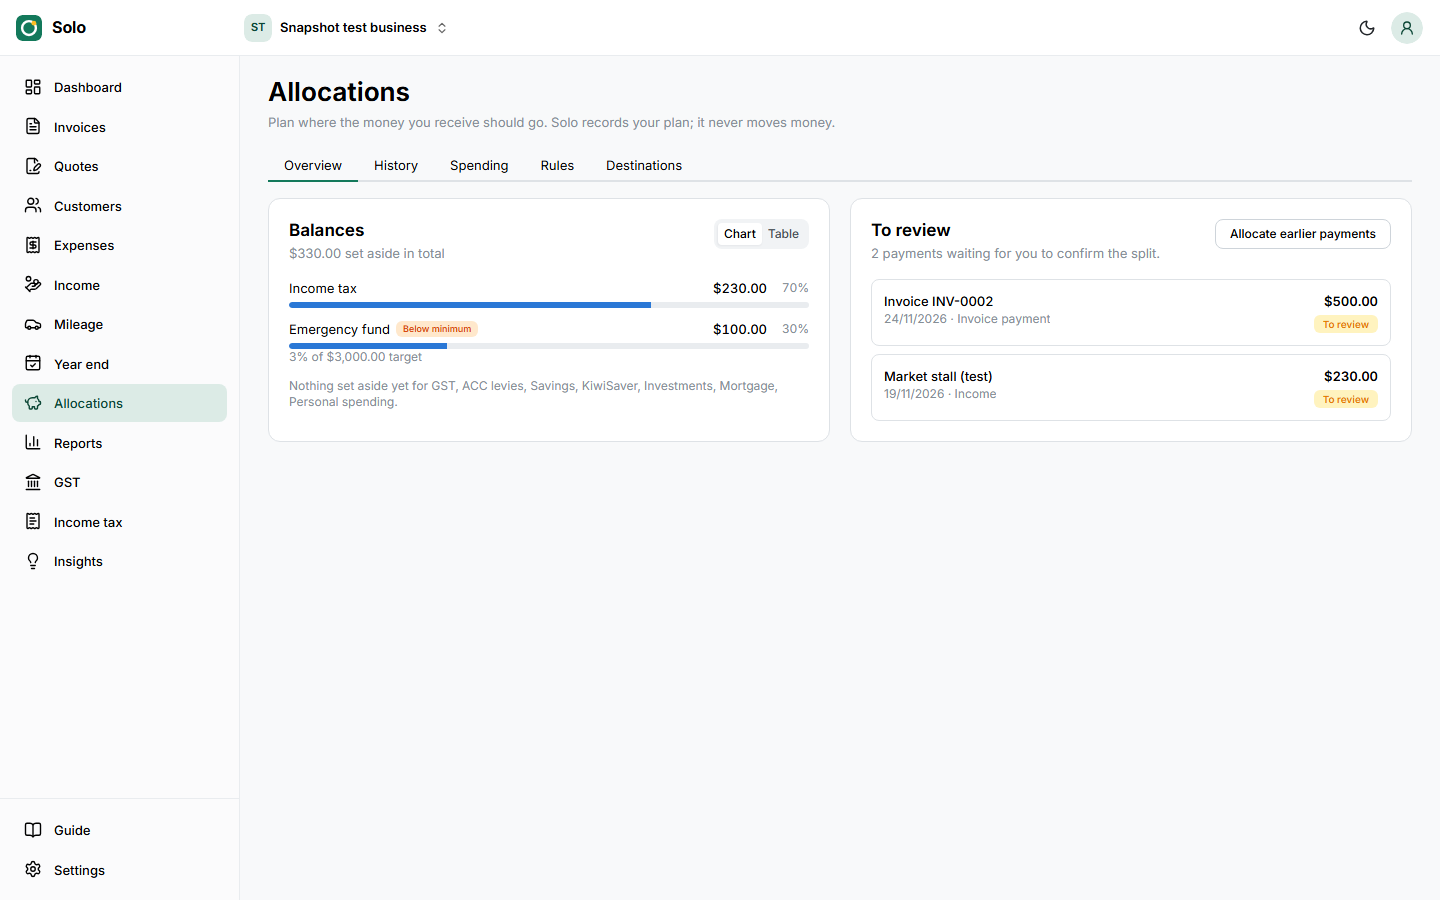 Solo
ST Snapshot test business
Dashboard
Invoices
Quotes
Customers
Expenses
Income
Mileage
Year end
Allocations
Reports
GST
Income tax
Insights
Guide
Settings
Allocations
Plan where the money you receive should go. Solo records your plan; it never moves money.
Overview History Spending Rules Destinations
Balances
$330.00 set aside in total
Chart Table
Income tax $230.00 70%
Emergency fund Below minimum $100.00 30%
3% of $3,000.00 target
Nothing set aside yet for GST, ACC levies, Savings, KiwiSaver, Investments, Mortgage,
Personal spending.
To review
2 payments waiting for you to confirm the split.
Allocate earlier payments
Invoice INV-0002 $500.00
24/11/2026 · Invoice payment To review
Market stall (test) $230.00
19/11/2026 · Income To review